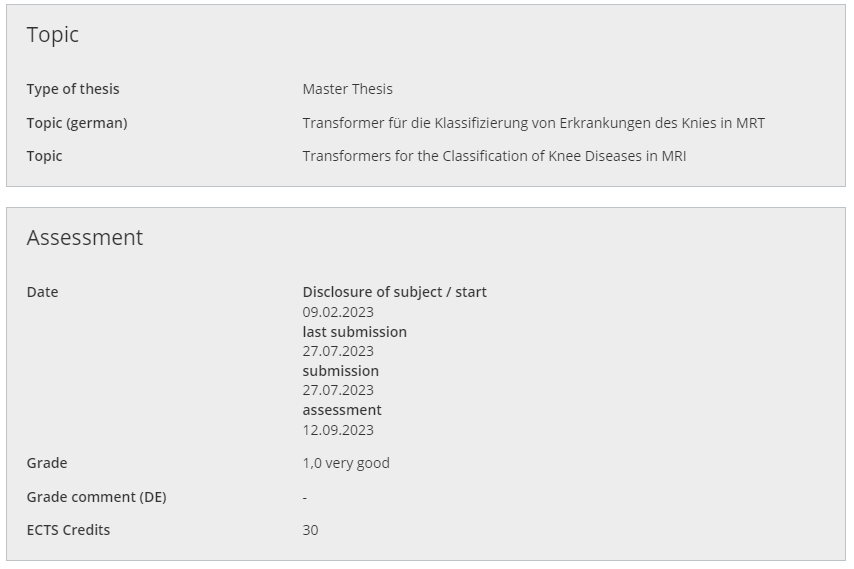 Topic
Type of thesis Master Thesis
Topic (german) Transformer für die Klassifizierung von Erkrankungen des Knies in MRT
Topic Transformers for the Classification of Knee Diseases in MRI
Assessment
Date Disclosure of subject / start
09.02.2023
last submission
27.07.2023
submission
27.07.2023
assessment
12.09.2023
Grade 1,0 very good
Grade comment (DE) -
ECTS Credits 30